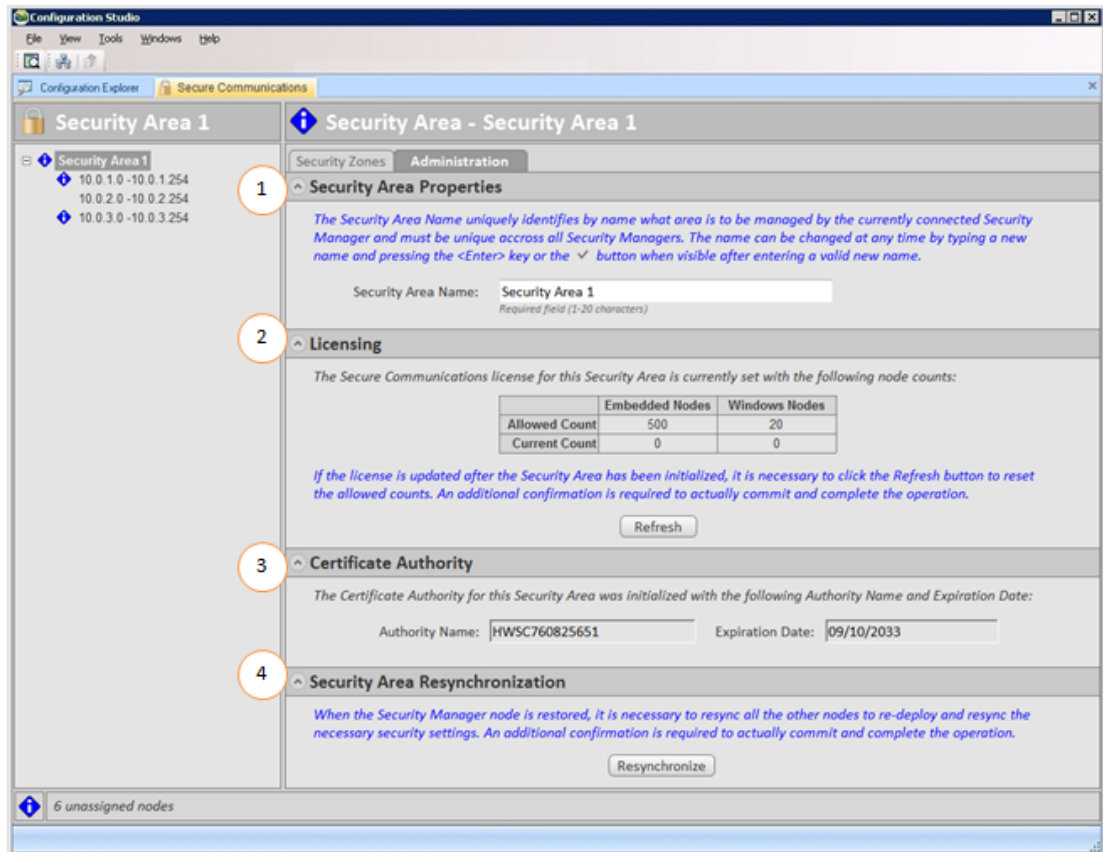 Configuration Studio
File View Tools Windows Help
Configuration Explorer Secure Communications
Security Area 1
Security Area - Security Area 1
Security Area 1
10.0.1.0 -10.0.1.254
10.0.2.0 -10.0.2.254
10.0.3.0 -10.0.3.254
Security Zones Administration
1
Security Area Properties
The Security Area Name uniquely identifies by name what area is to be managed by the currently connected Security
Manager and must be unique accross all Security Managers. The name can be changed at any time by typing a new
name and pressing the <Enter> key or the ✓ button when visible after entering a valid new name.
Security Area Name: Security Area 1
Required field (1-20 characters)
2
Licensing
The Secure Communications license for this Security Area is currently set with the following node counts:
Embedded Nodes Windows Nodes
Allowed Count 500 20
Current Count 0 0
If the license is updated after the Security Area has been initialized, it is necessary to click the Refresh button to reset
the allowed counts. An additional confirmation is required to actually commit and complete the operation.
Refresh
3
Certificate Authority
The Certificate Authority for this Security Area was initialized with the following Authority Name and Expiration Date:
Authority Name: HWSC760825651 Expiration Date: 09/10/2033
4
Security Area Resynchronization
When the Security Manager node is restored, it is necessary to resync all the other nodes to re-deploy and resync the
necessary security settings. An additional confirmation is required to actually commit and complete the operation.
Resynchronize
6 unassigned nodes